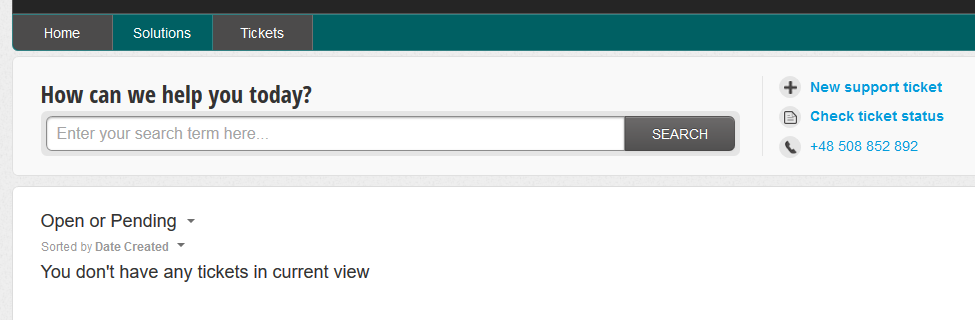 Home Solutions Tickets
How can we help you today?
Enter your search term here... SEARCH
New support ticket
Check ticket status
+48 508 852 892
Open or Pending
Sorted by Date Created
You don't have any tickets in current view